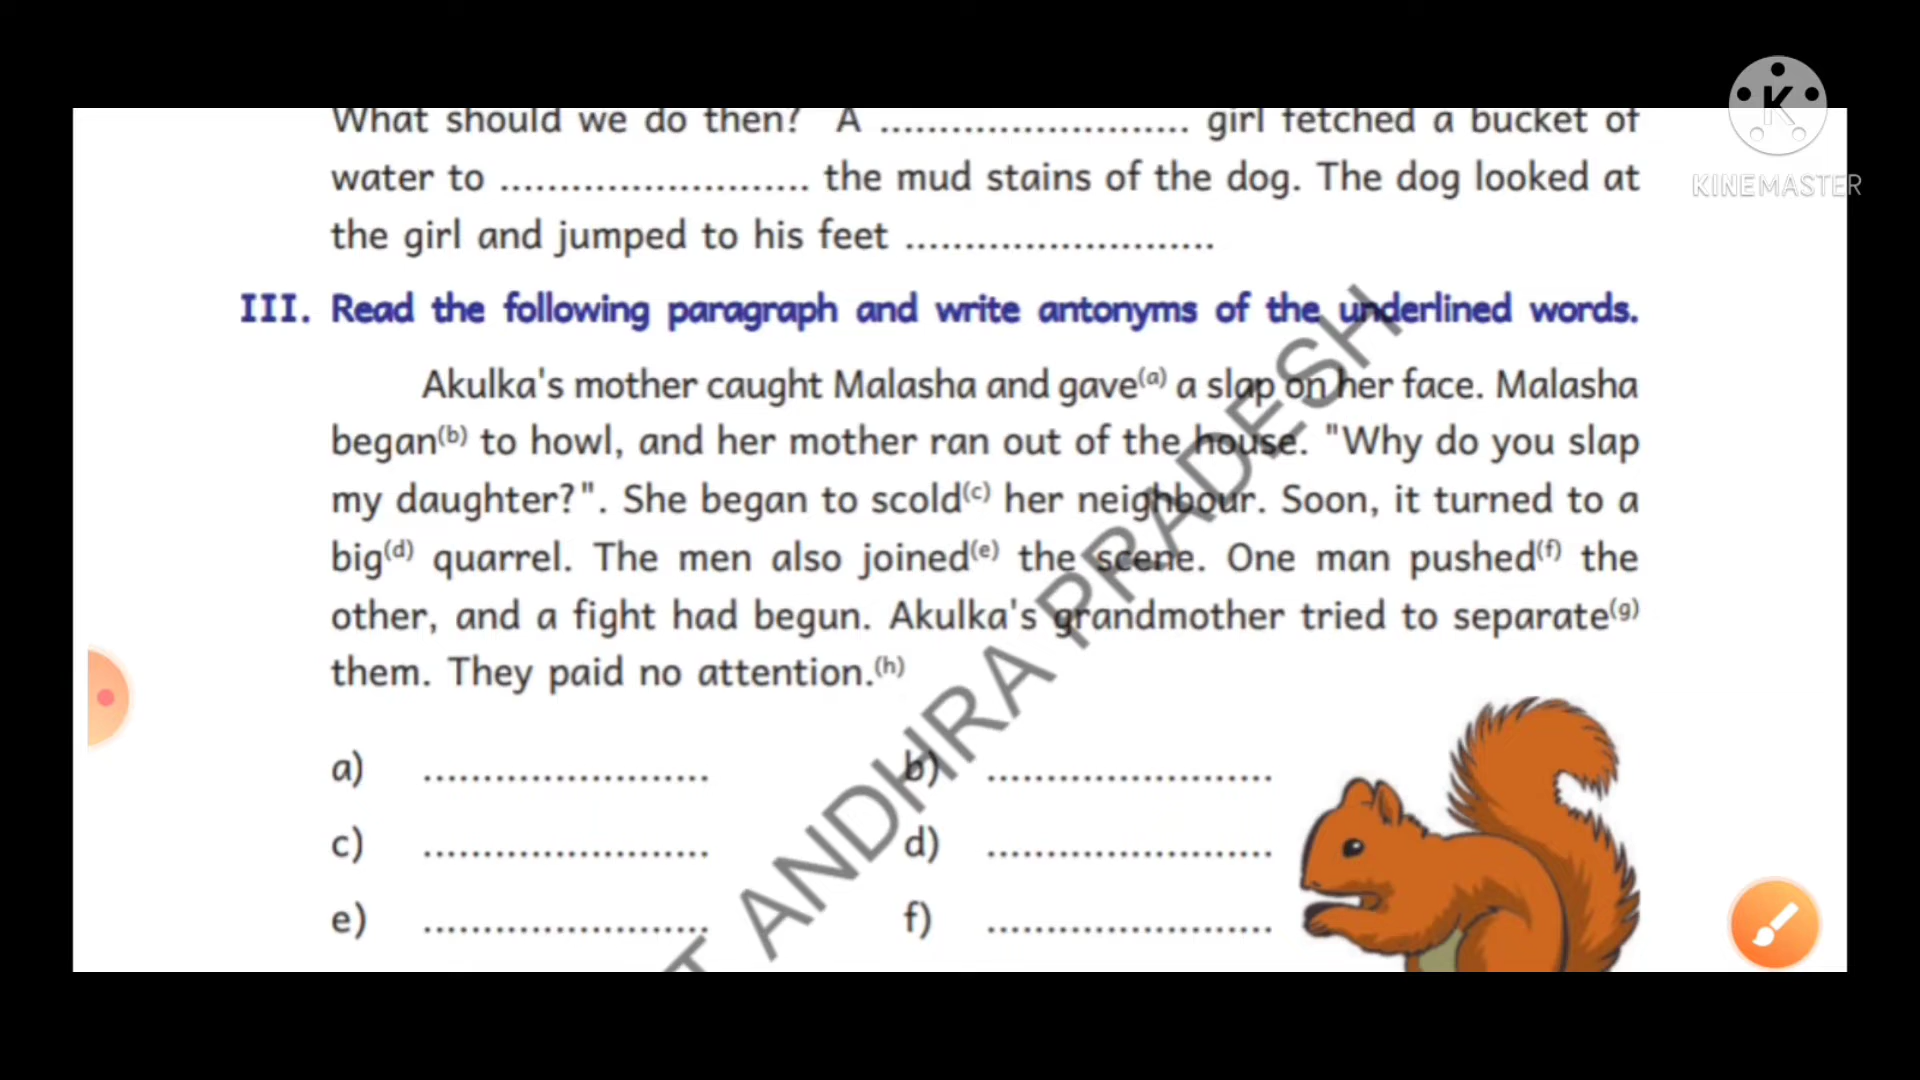 What should we do then? A .......................... girl fetched a bucket of
water to .......................... the mud stains of the dog. The dog looked at
the girl and jumped to his feet ..........................
III. Read the following paragraph and write antonyms of the underlined words.
Akulka's mother caught Malasha and gave(a) a slap on her face. Malasha
began(b) to howl, and her mother ran out of the house. "Why do you slap
my daughter?". She began to scold(c) her neighbour. Soon, it turned to a
big(d) quarrel. The men also joined(e) the scene. One man pushed(f) the
other, and a fight had begun. Akulka's grandmother tried to separate(g)
them. They paid no attention.(h)
a) ........................ b) ........................
c) ........................ d) ........................
e) ........................ f) ........................
ANDHRA PRADESH
K
KINEMASTER